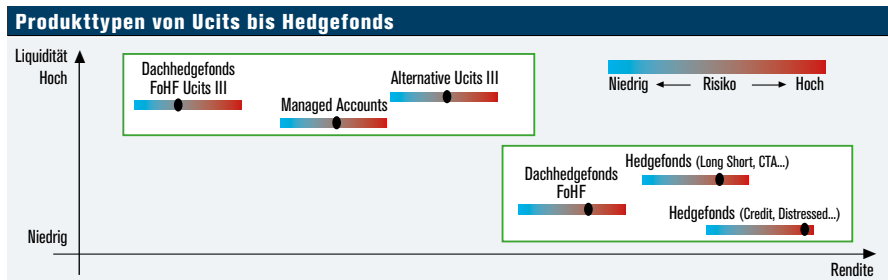 Produkttypen von Ucits bis Hedgefonds
Liquidität
Hoch
Dachhedgefonds
FoHF Ucits III
Managed Accounts
Alternative Ucits III
Niedrig Risiko Hoch
Dachhedgefonds
FoHF
Hedgefonds (Long Short, CTA...)
Hedgefonds (Credit, Distressed...)
Niedrig
Rendite